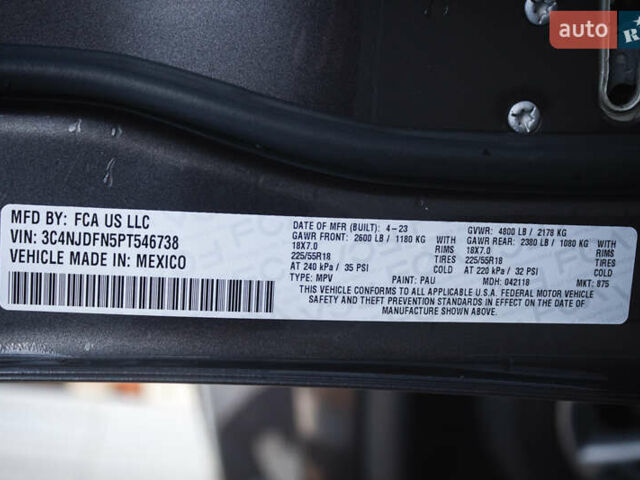 auto
R
MFD BY: FCA US LLC
VIN: 3C4NJDFN5PT546738
VEHICLE MADE IN: MEXICO
DATE OF MFR (BUILT): 4-23 GVWR: 4800 LB / 2178 KG
GAWR FRONT: 2600 LB / 1180 KG WITH GAWR REAR: 2380 LB / 1080 KG WITH
18X7.0 RIMS 18X7.0 RIMS
225/55R18 TIRES 225/55R18 TIRES
AT 240 kPa / 35 PSI COLD AT 220 kPa / 32 PSI COLD
TYPE: MPV PAINT: PAU MDH: 042118 MKT: 875
THIS VEHICLE CONFORMS TO ALL APPLICABLE U.S.A. FEDERAL MOTOR VEHICLE
SAFETY AND THEFT PREVENTION STANDARDS IN EFFECT ON THE DATE OF
MANUFACTURE SHOWN ABOVE.